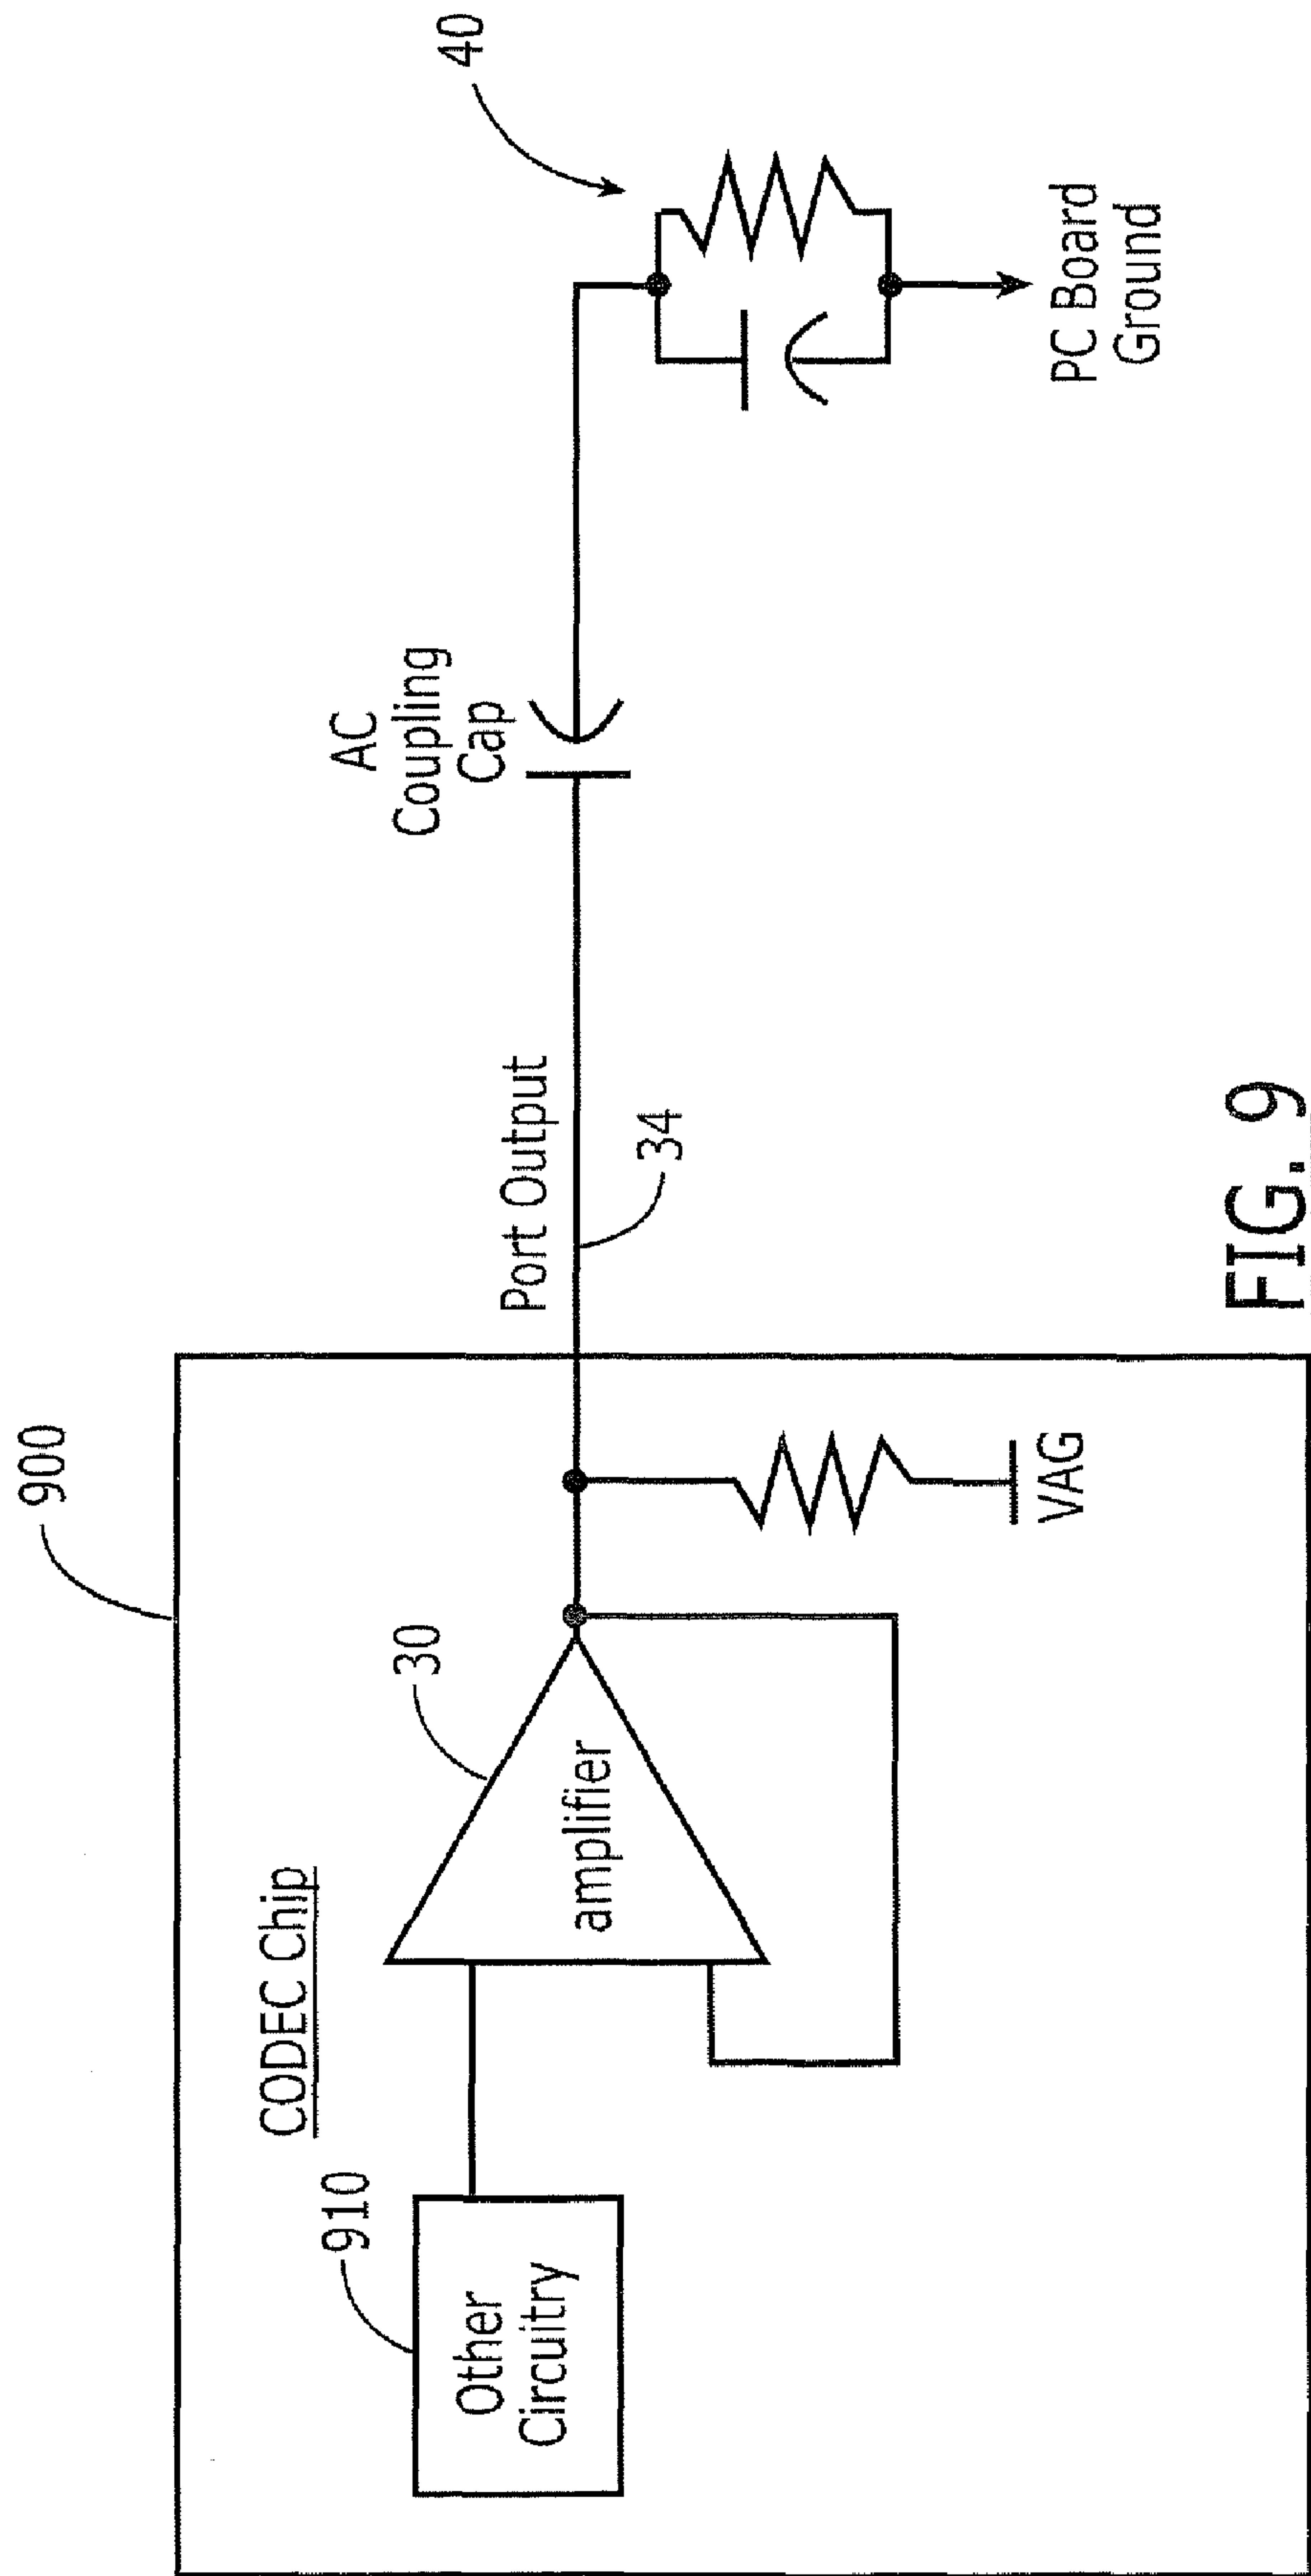 900
CODEC Chip
910
Other
Circuitry
30
amplifier
VAG
Port Output
34
AC
Coupling
Cap
40
PC Board
Ground
FIG. 9